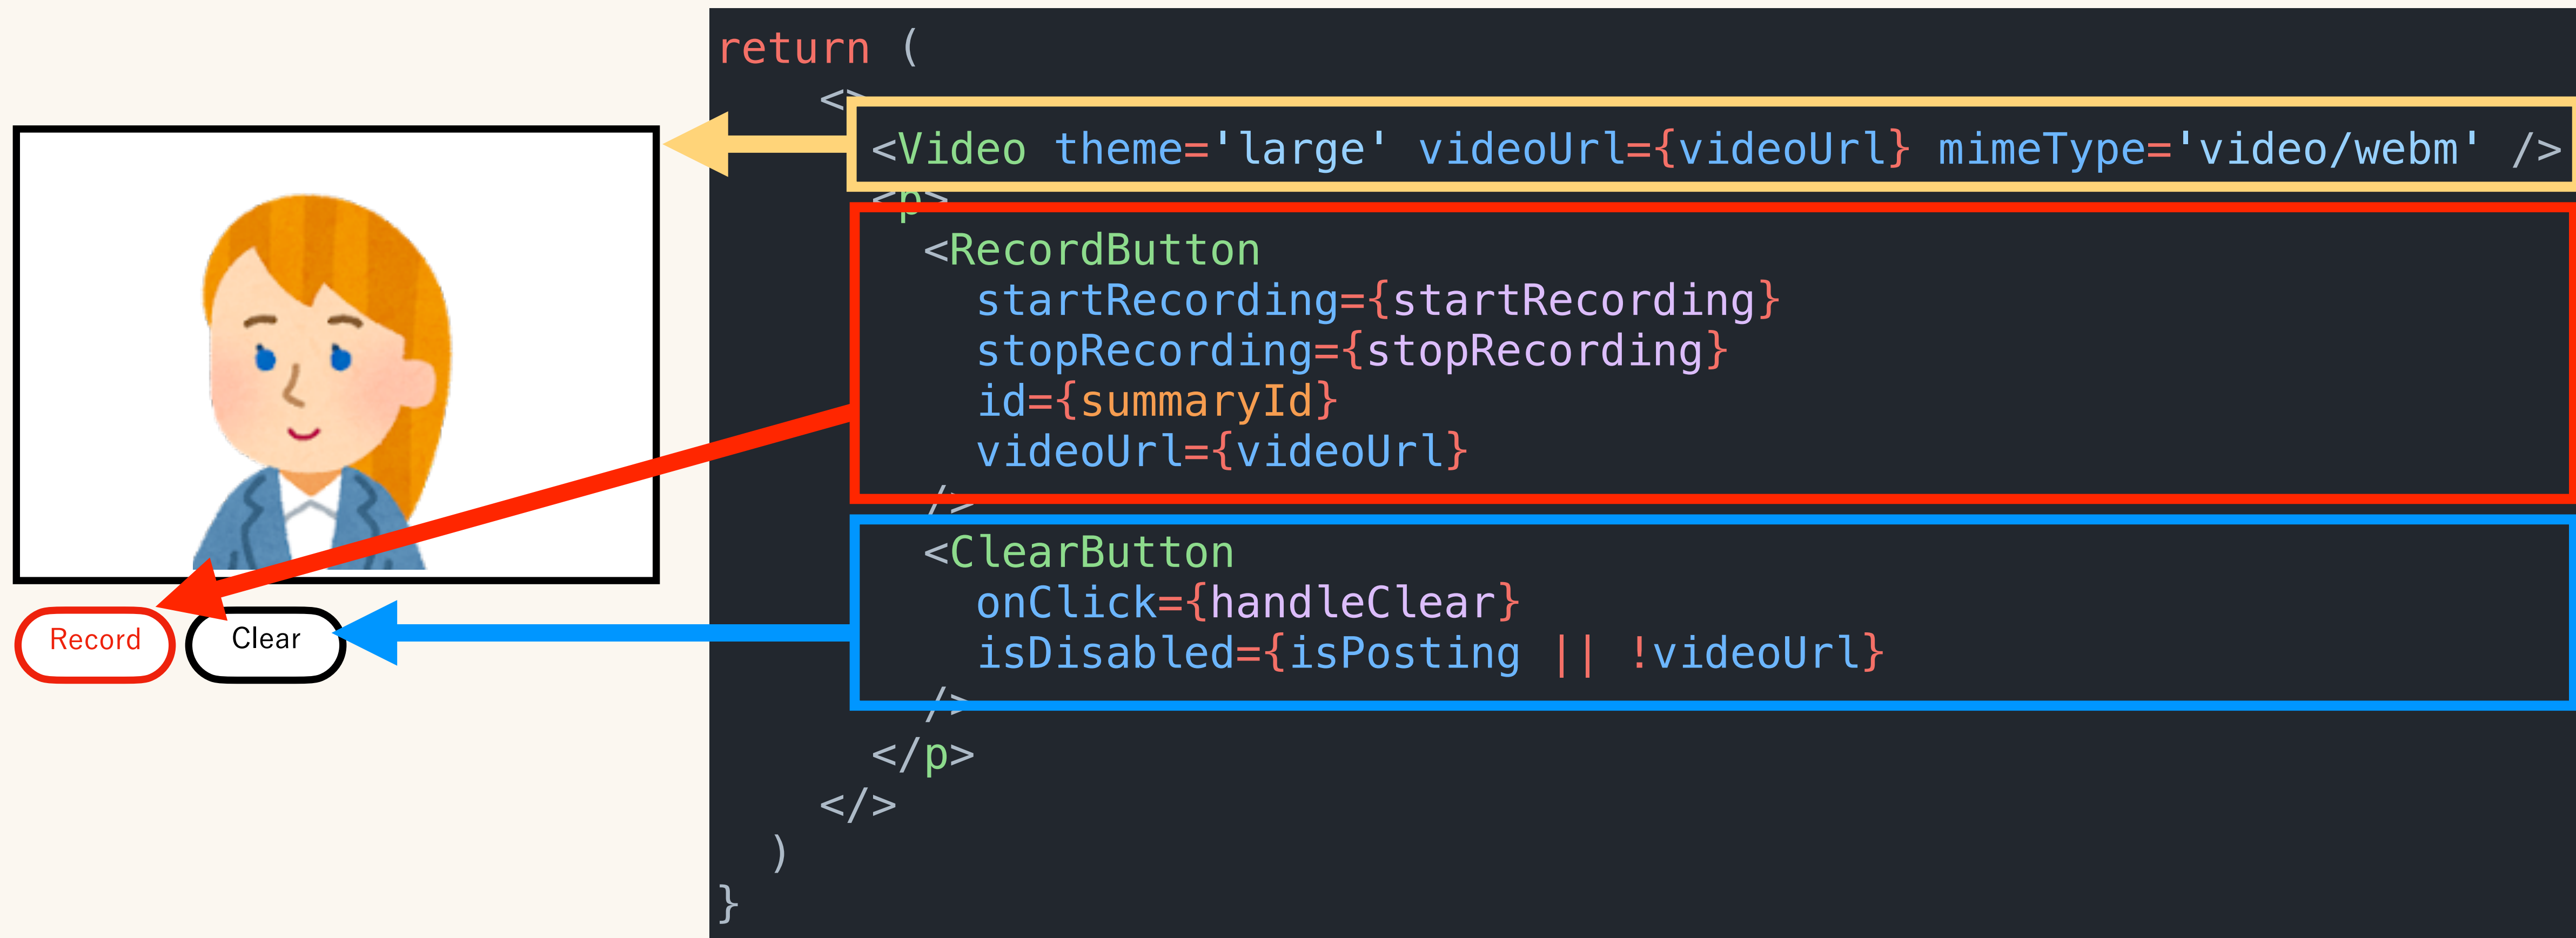 return (
<>
<Video theme='large' videoUrl={videoUrl} mimeType='video/webm' />
<p>
<RecordButton
startRecording={startRecording}
stopRecording={stopRecording}
id={summaryId}
videoUrl={videoUrl}
/>
<ClearButton
onClick={handleClear}
isDisabled={isPosting || !videoUrl}
/>
</p>
</>
)
}
Record
Clear